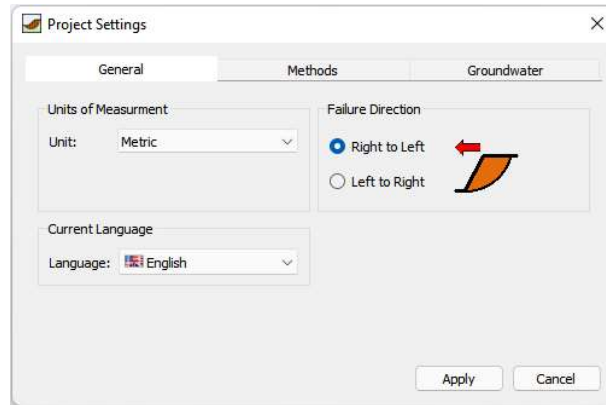 Project Settings
General
Methods
Groundwater
Units of Measurment
Unit: Metric
Failure Direction
Right to Left
Left to Right
Current Language
Language: English
Apply
Cancel